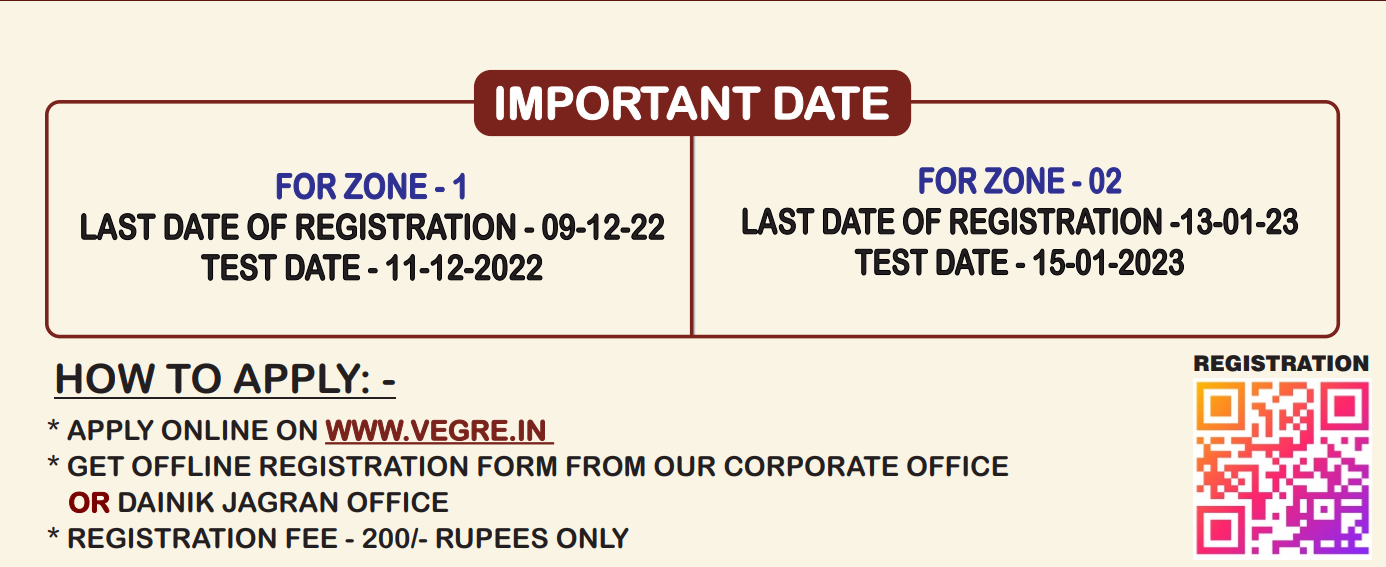 IMPORTANT DATE
FOR ZONE - 1
LAST DATE OF REGISTRATION - 09-12-22
TEST DATE - 11-12-2022
FOR ZONE - 02
LAST DATE OF REGISTRATION -13-01-23
TEST DATE - 15-01-2023
HOW TO APPLY: -
* APPLY ONLINE ON WWW.VEGRE.IN
* GET OFFLINE REGISTRATION FORM FROM OUR CORPORATE OFFICE
OR DAINIK JAGRAN OFFICE
* REGISTRATION FEE - 200/- RUPEES ONLY
REGISTRATION